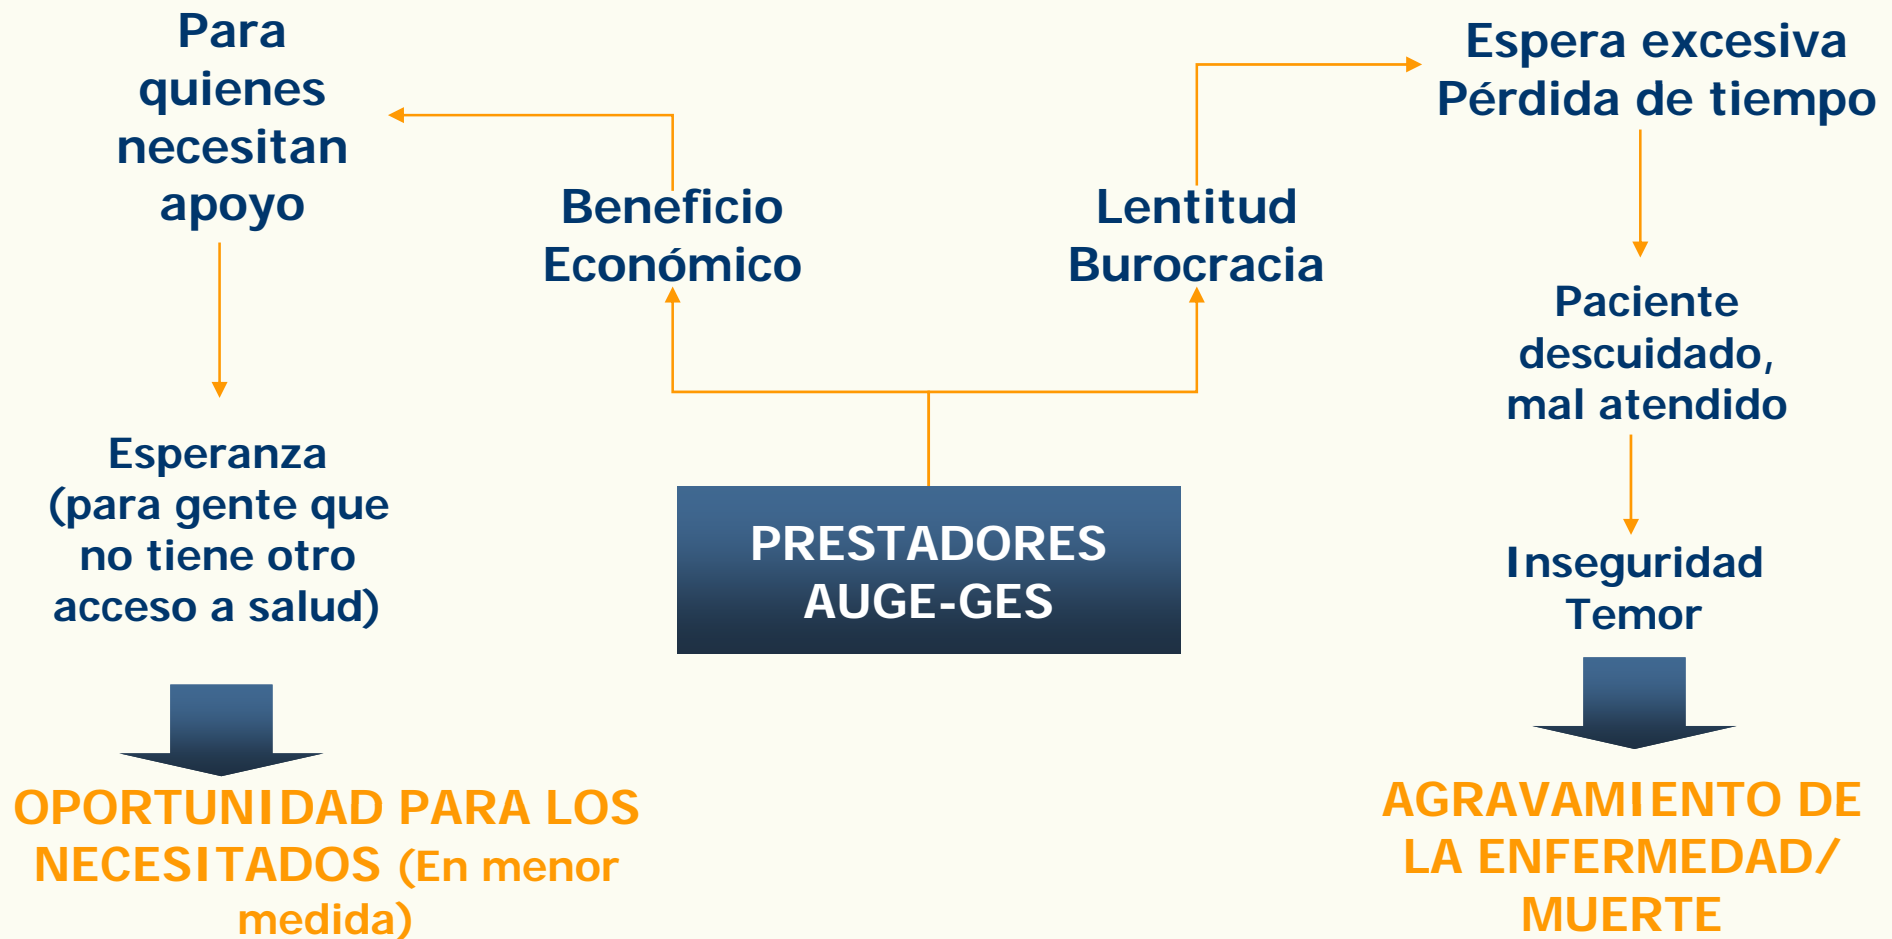 Para
quienes
necesitan
apoyo
Beneficio
Económico
Esperanza
(para gente que
no tiene otro
acceso a salud)
OPORTUNIDAD PARA LOS
NECESITADOS (En menor
medida)
PRESTADORES
AUGE-GES
Lentitud
Burocracia
Espera excesiva
Pérdida de tiempo
Paciente
descuidado,
mal atendido
Inseguridad
Temor
AGRAVAMIENTO DE
LA ENFERMEDAD/
MUERTE